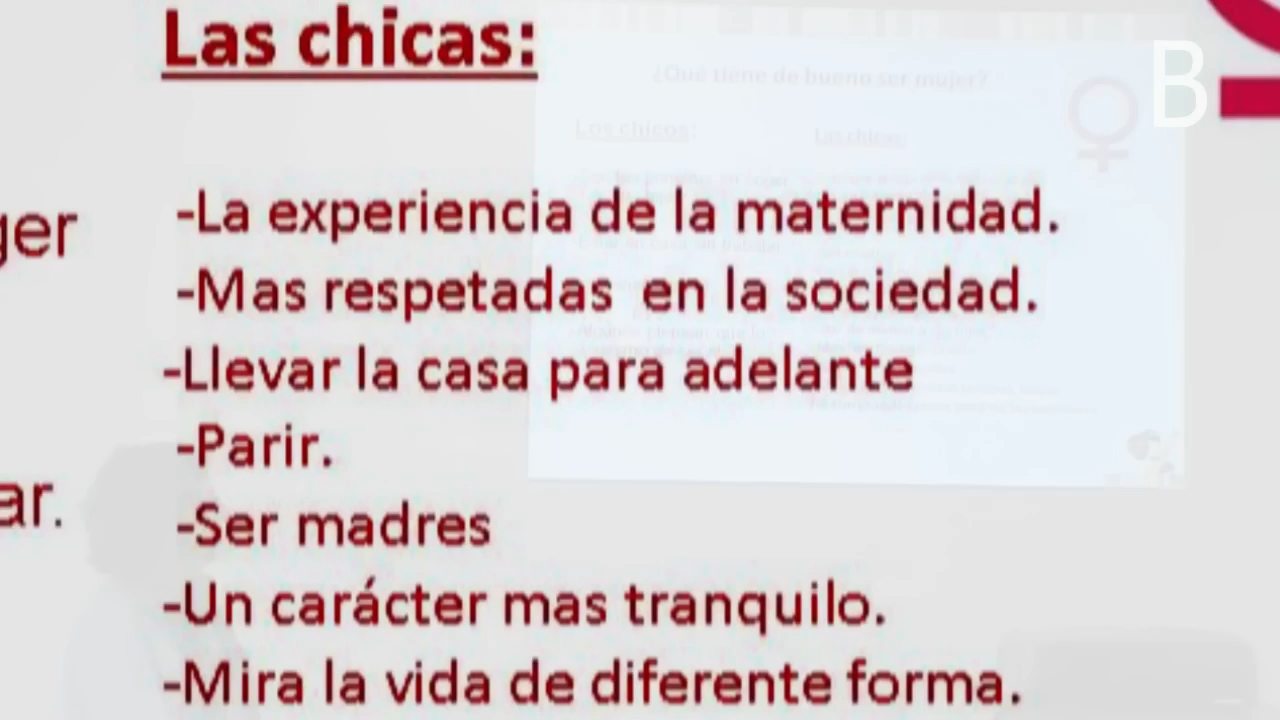 Las chicas:
¿Qué tiene de bueno ser mujer?
B
Los chicos:
Las chicas:
-La experiencia de la maternidad.
ger
-Mas respetadas en la sociedad.
-Llevar la casa para adelante
-Parir.
ar.
-Ser madres
-Un carácter mas tranquilo.
-Mira la vida de diferente forma.